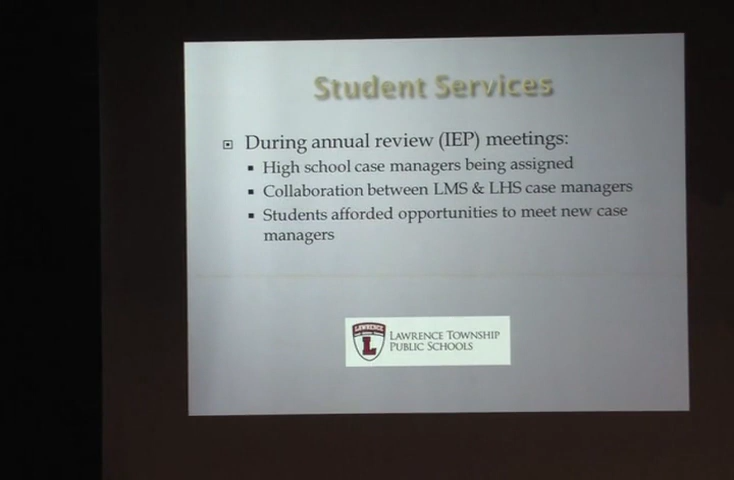 Student Services
During annual review (IEP) meetings:
High school case managers being assigned
Collaboration between LMS & LHS case managers
Students afforded opportunities to meet new case
managers
LAWRENCE
L
LAWRENCE TOWNSHIP
PUBLIC SCHOOLS